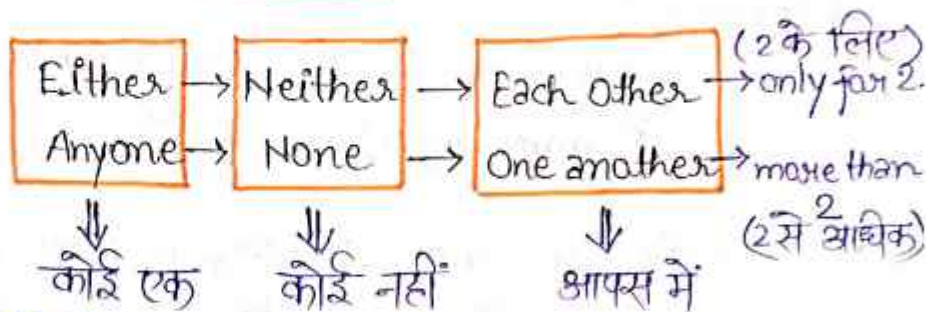 (2 के लिए)
Either → Neither → Each other → only for 2.
Anyone → None → One another → more than 2
(2 से अधिक)
⇓ ⇓ ⇓
कोई एक कोई नहीं आपस में